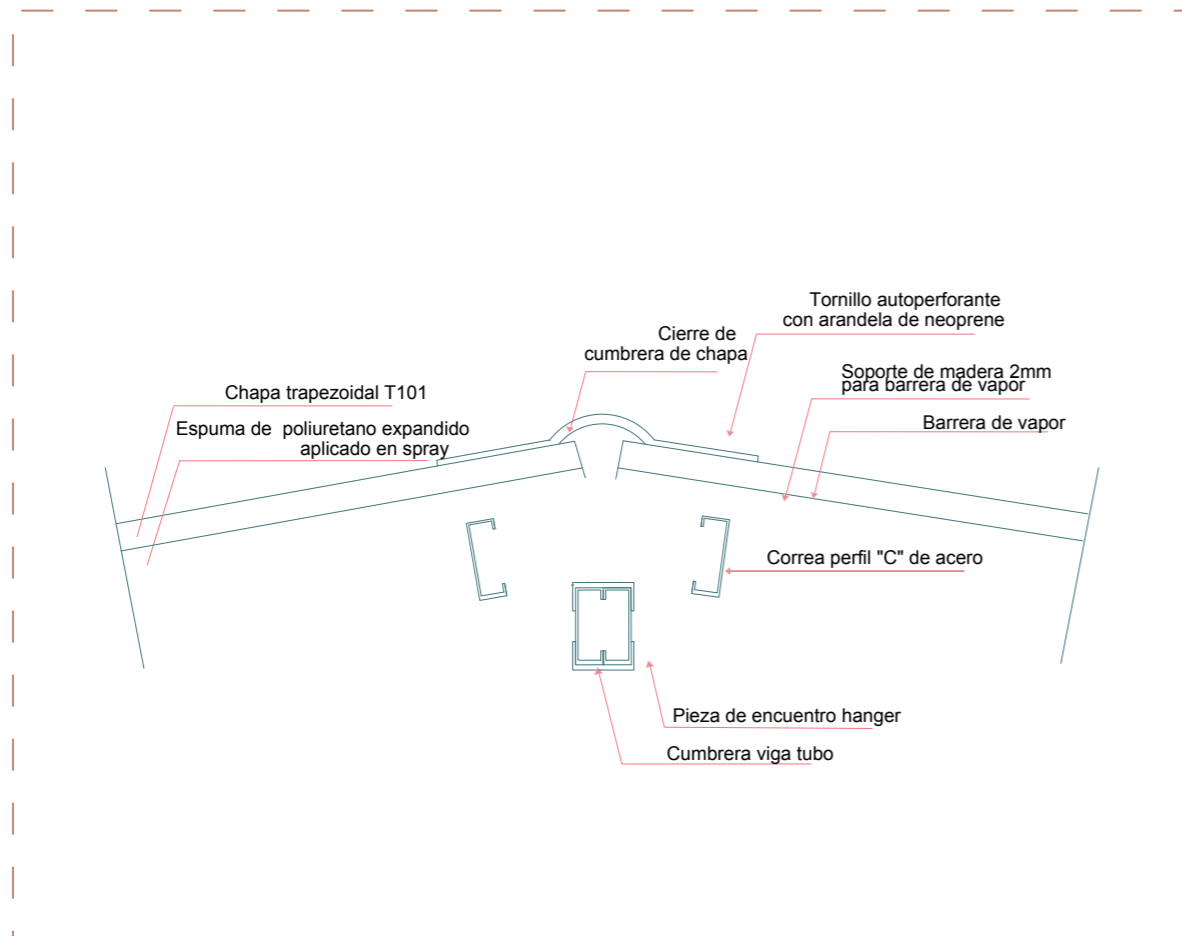 Tornillo autoperforante
con arandela de neoprene
Cierre de
cumbrera de chapa
Soporte de madera 2mm
para barrera de vapor
Chapa trapezoidal T101
Barrera de vapor
Espuma de poliuretano expandido
aplicado en spray
Correa perfil "C" de acero
Pieza de encuentro hanger
Cumbrera viga tubo